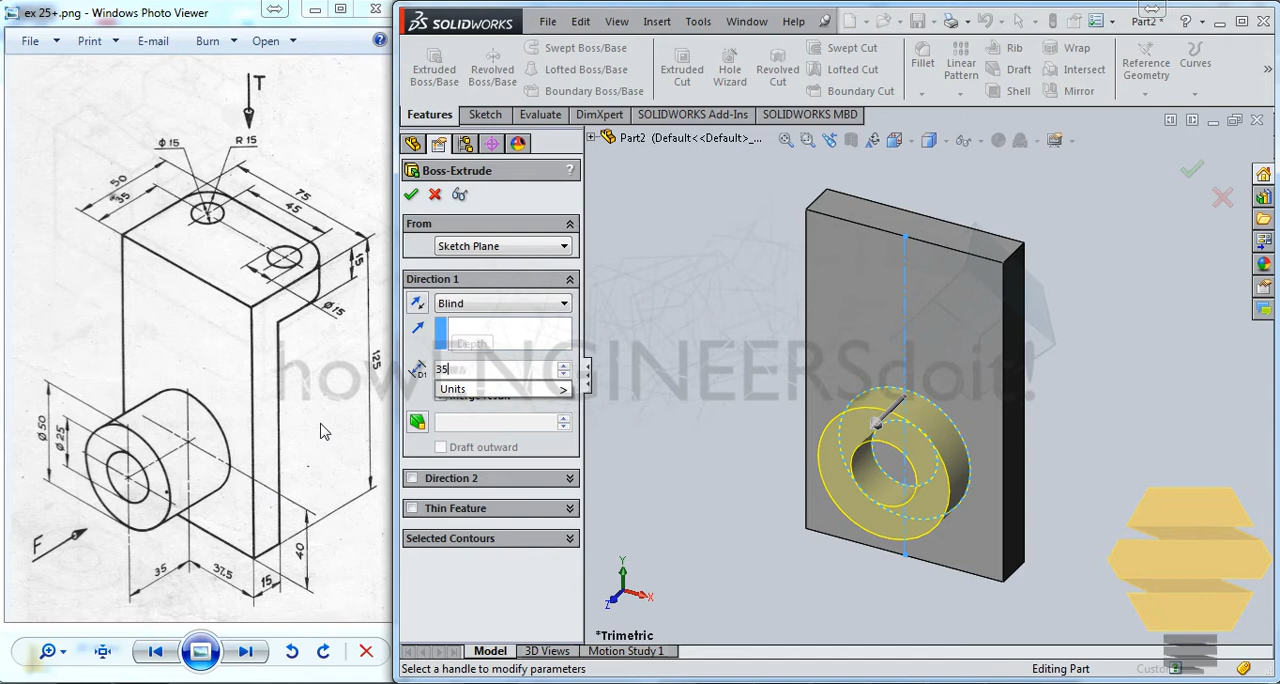 ex 25+.png - Windows Photo Viewer
File Print E-mail Burn Open
T
Φ 15 R 15
50 75
Φ35 45
15
Φ 15
125
Φ 50 Φ 25
F
40
35 37,5 15
SOLIDWORKS File Edit View Insert Tools Window Help Part2 * ?
Extruded Boss/Base
Revolved Boss/Base
Swept Boss/Base
Lofted Boss/Base
Boundary Boss/Base
Extruded Cut
Hole Wizard
Revolved Cut
Swept Cut
Lofted Cut
Boundary Cut
Fillet
Linear Pattern
Rib
Draft
Shell
Wrap
Intersect
Mirror
Reference Geometry
Curves
Features Sketch Evaluate DimXpert SOLIDWORKS Add-Ins SOLIDWORKS MBD
Boss-Extrude ?
From
Sketch Plane
Direction 1
Blind
Depth
D1 35
Units >
Merge result
Draft outward
Direction 2
Thin Feature
Selected Contours
Part2 (Default<<Default>_...
howENGINEERSdoit!
Y
X
Z
*Trimetric
Model 3D Views Motion Study 1
Select a handle to modify parameters Editing Part